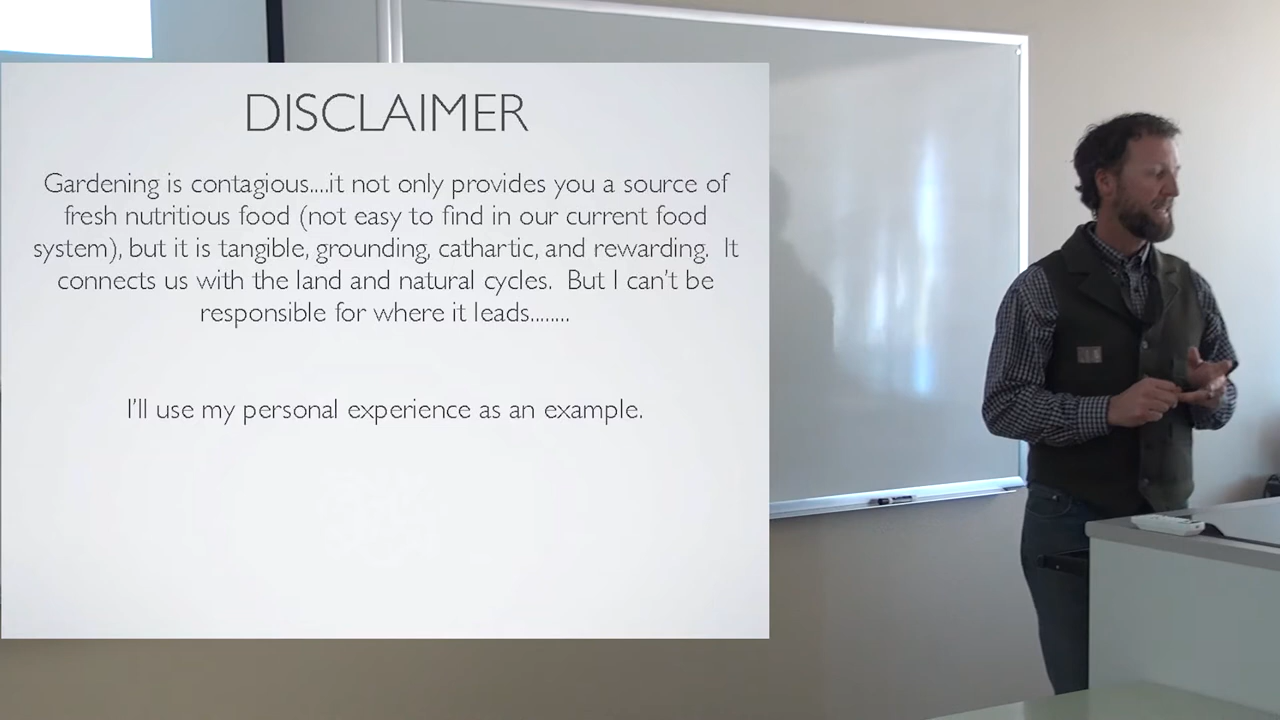 DISCLAIMER
Gardening is contagious....it not only provides you a source of
fresh nutritious food (not easy to find in our current food
system), but it is tangible, grounding, cathartic, and rewarding.  It
connects us with the land and natural cycles.  But I can't be
responsible for where it leads........
I'll use my personal experience as an example.